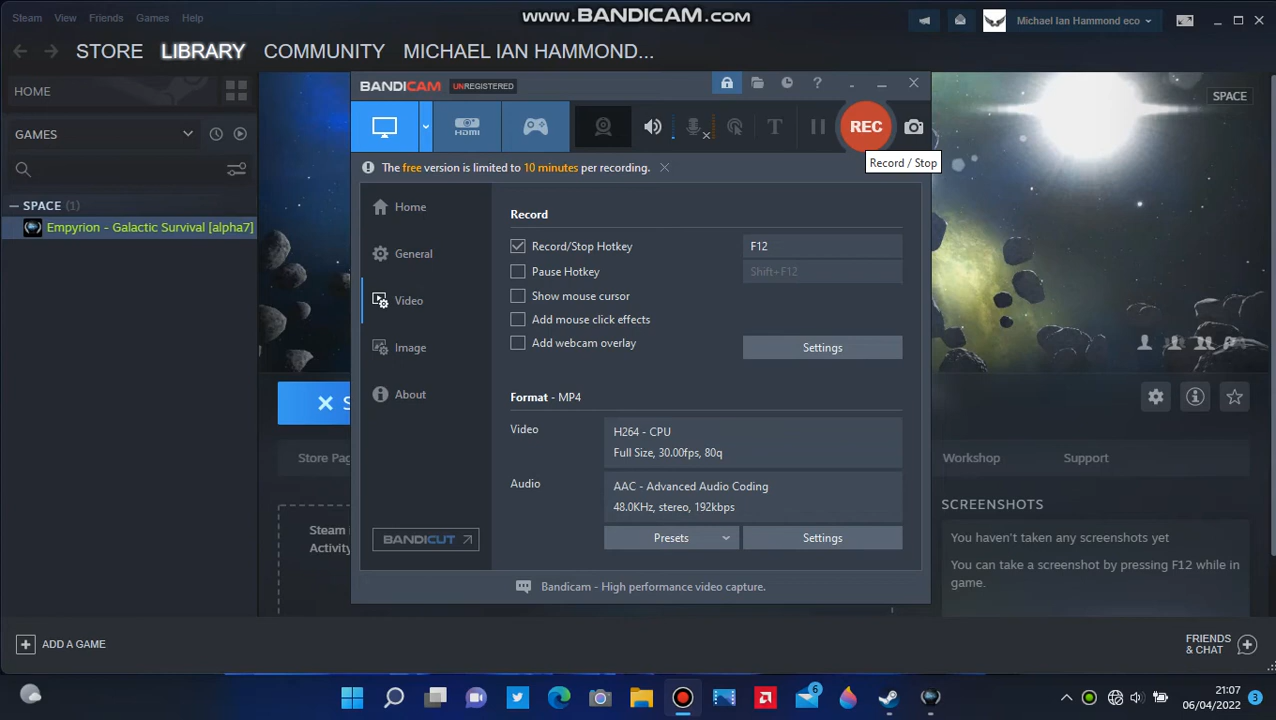 www.BANDICAM.com
Steam View Friends Games Help
Michael Ian Hammond eco
STORE LIBRARY COMMUNITY MICHAEL IAN HAMMOND...
HOME
GAMES
SPACE (1)
Empyrion - Galactic Survival [alpha7]
SPACE
BANDICAM UNREGISTERED
?
T
REC
Record / Stop
The free version is limited to 10 minutes per recording.
Home
General
Video
Image
About
BANDICUT
Record
Record/Stop Hotkey F12
Pause Hotkey Shift+F12
Show mouse cursor
Add mouse click effects
Add webcam overlay
Settings
Format - MP4
Video
H264 - CPU
Full Size, 30.00fps, 80q
Audio
AAC - Advanced Audio Coding
48.0KHz, stereo, 192kbps
Presets
Settings
Bandicam - High performance video capture.
Store Pag
Workshop
Support
Steam
Activity
SCREENSHOTS
You haven't taken any screenshots yet
You can take a screenshot by pressing F12 while in
game.
ADD A GAME
FRIENDS
& CHAT
6
21:07
06/04/2022
3